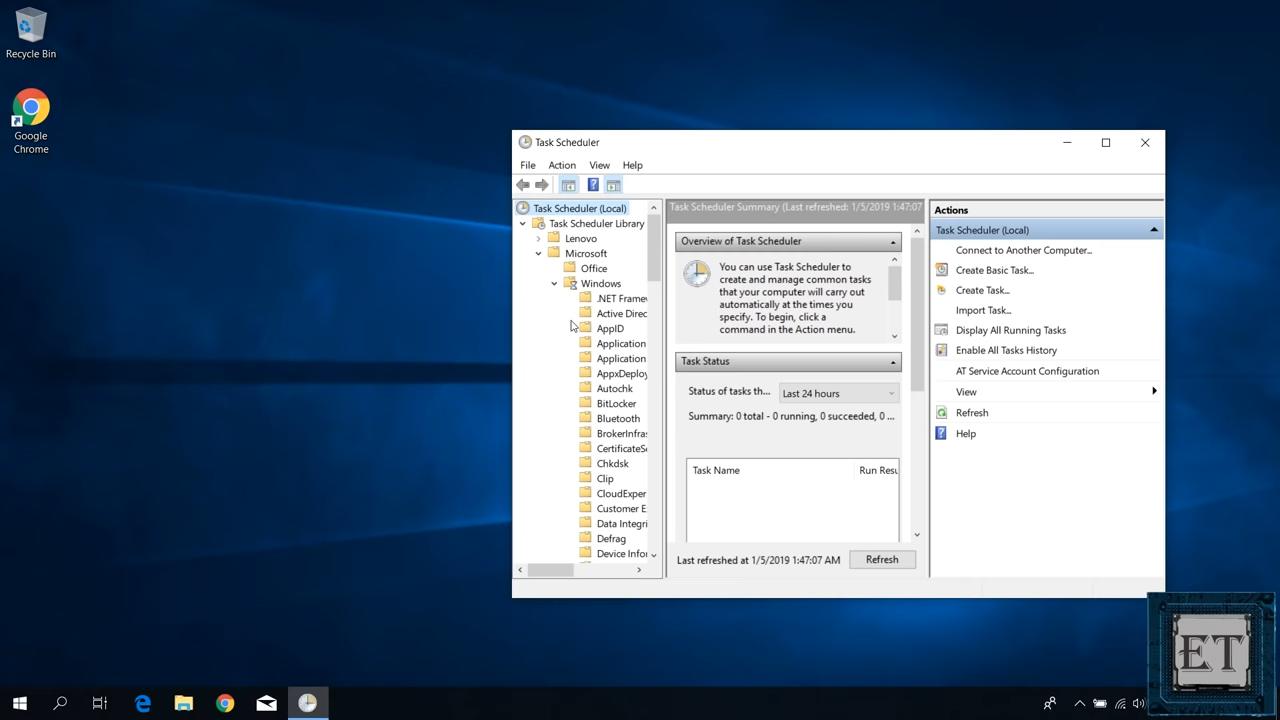 Recycle Bin
Google
Chrome
Task Scheduler
File Action View Help
Task Scheduler (Local)
Task Scheduler Library
Lenovo
Microsoft
Office
Windows
.NET Frame
Active Direc
AppID
Application
Application
AppxDeploy
Autochk
BitLocker
Bluetooth
BrokerInfras
CertificateSe
Chkdsk
Clip
CloudExper
Customer E
Data Integri
Defrag
Device Info
Task Scheduler Summary (Last refreshed: 1/5/2019 1:47:07
Overview of Task Scheduler
You can use Task Scheduler to
create and manage common tasks
that your computer will carry out
automatically at the times you
specify. To begin, click a
command in the Action menu.
Task Status
Status of tasks th... Last 24 hours
Summary: 0 total - 0 running, 0 succeeded, 0 ...
Task Name Run Resu
Last refreshed at 1/5/2019 1:47:07 AM Refresh
Actions
Task Scheduler (Local)
Connect to Another Computer...
Create Basic Task...
Create Task...
Import Task...
Display All Running Tasks
Enable All Tasks History
AT Service Account Configuration
View
Refresh
Help
ET